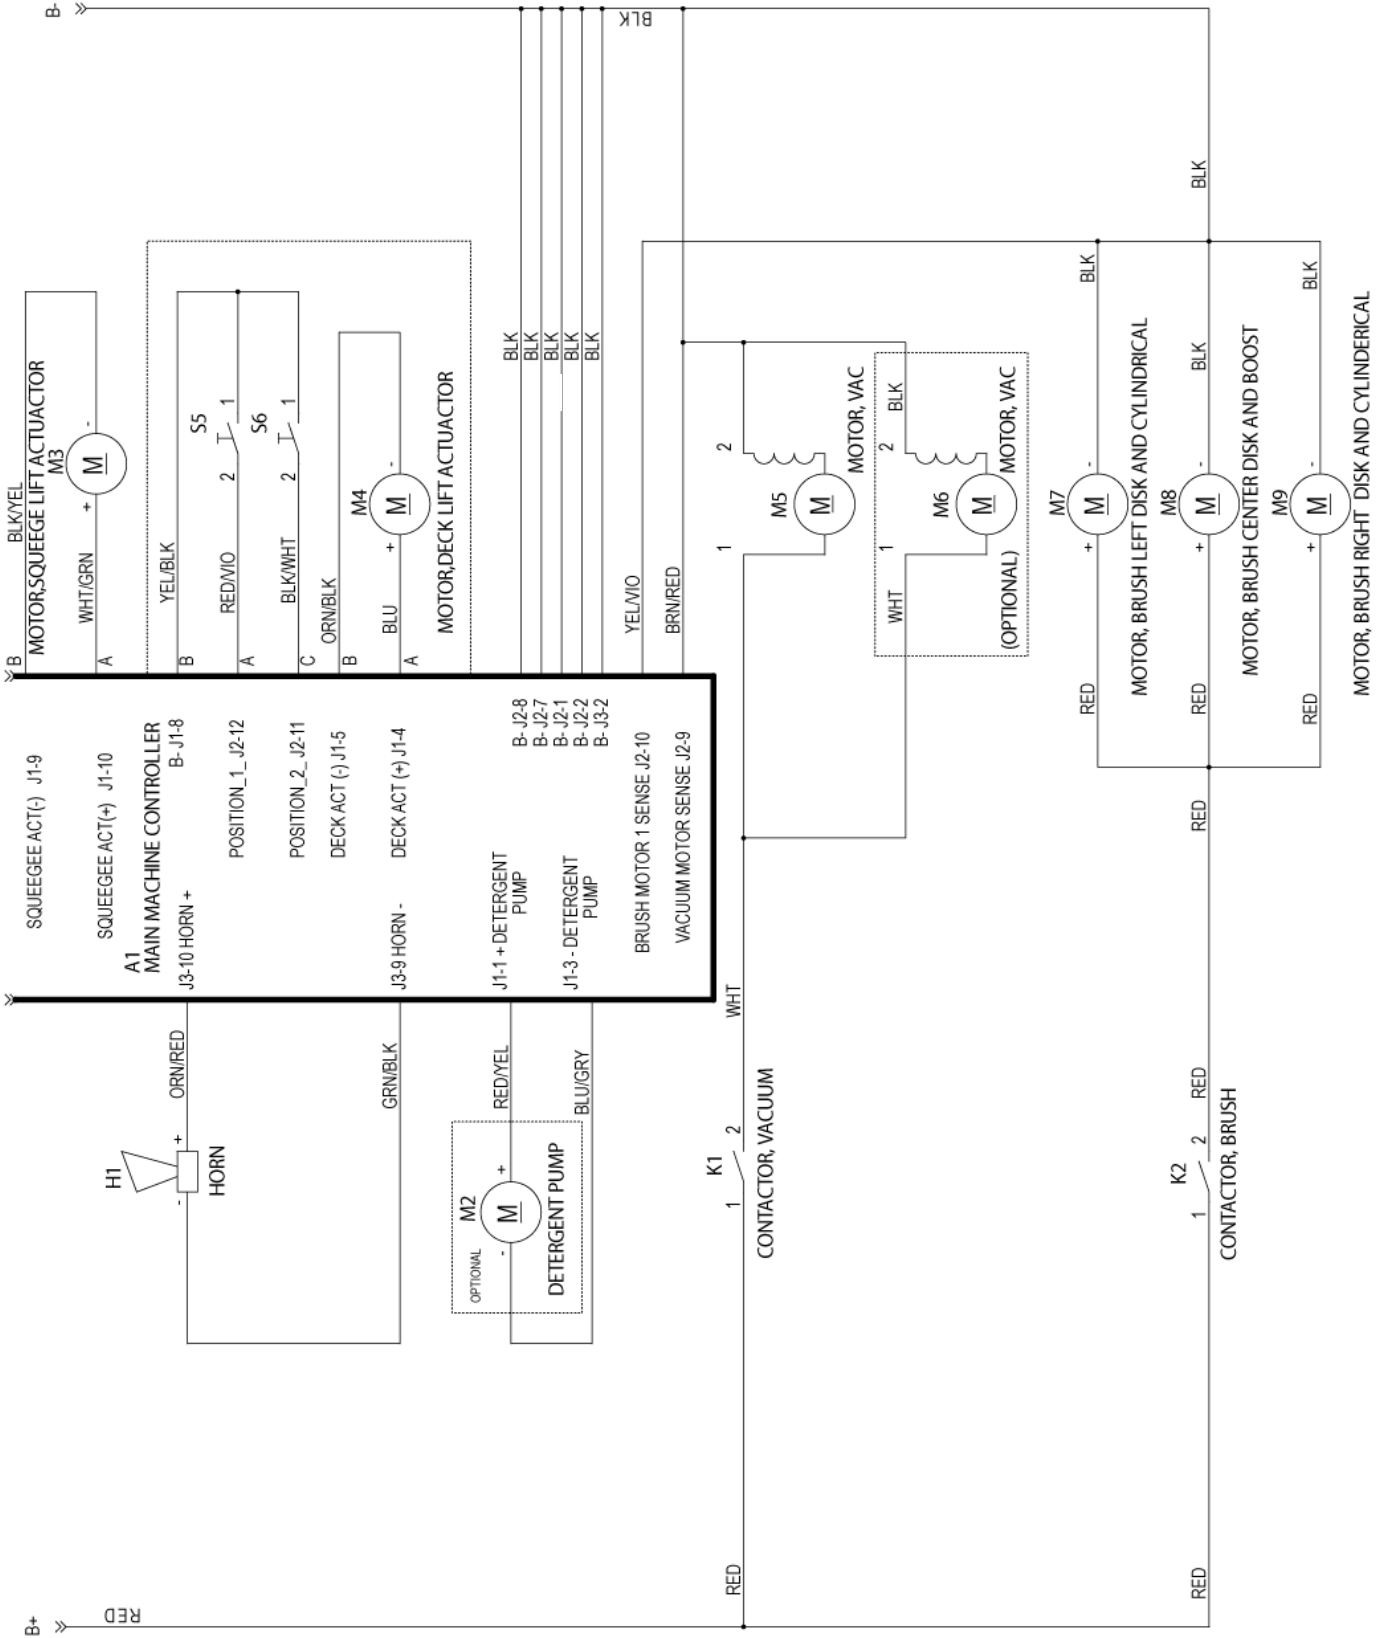 B+
RED
B-
BLK
SQUEEGEE ACT(-) J1-9
B
BLK/YEL
MOTOR,SQUEEGE LIFT ACTUACTOR
M3
M
+
-
SQUEEGEE ACT(+) J1-10
A
WHT/GRN
A1
MAIN MACHINE CONTROLLER
H1
-
+
HORN
ORN/RED
J3-10 HORN +
B- J1-8
B
YEL/BLK
POSITION_1_ J2-12
A
RED/VIO
2
S5
1
POSITION_2_ J2-11
C
BLK/WHT
2
S6
1
DECK ACT (-) J1-5
B
ORN/BLK
GRN/BLK
J3-9 HORN -
DECK ACT (+) J1-4
A
BLU
+
M4
M
-
MOTOR,DECK LIFT ACTUACTOR
OPTIONAL
M2
M
-
+
DETERGENT PUMP
RED/YEL
J1-1 + DETERGENT
PUMP
BLU/GRY
J1-3 - DETERGENT
PUMP
B- J2-8
B- J2-7
B- J2-1
B- J2-2
B- J3-2
BLK
BLK
BLK
BLK
BLK
BRUSH MOTOR 1 SENSE J2-10
YEL/VIO
VACUUM MOTOR SENSE J2-9
BRN/RED
RED
1
K1
2
CONTACTOR, VACUUM
WHT
1
M5
M
2
MOTOR, VAC
WHT
1
M6
M
2
BLK
(OPTIONAL)
MOTOR, VAC
RED
M7
M
+
-
BLK
MOTOR, BRUSH LEFT DISK AND CYLINDRICAL
RED
1
K2
2
CONTACTOR, BRUSH
RED
RED
RED
M8
M
+
-
BLK
BLK
MOTOR, BRUSH CENTER DISK AND BOOST
RED
M9
M
+
-
BLK
MOTOR, BRUSH RIGHT DISK AND CYLINDERICAL